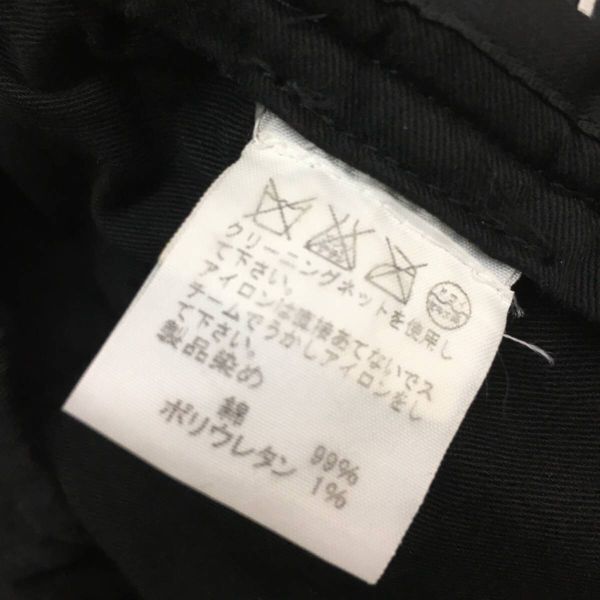 クリーニングネットを使用し
て下さい。
アイロンは直接あてないでス
チームでうかしアイロンをし
て下さい。
製品染め
綿 99%
ポリウレタン 1%